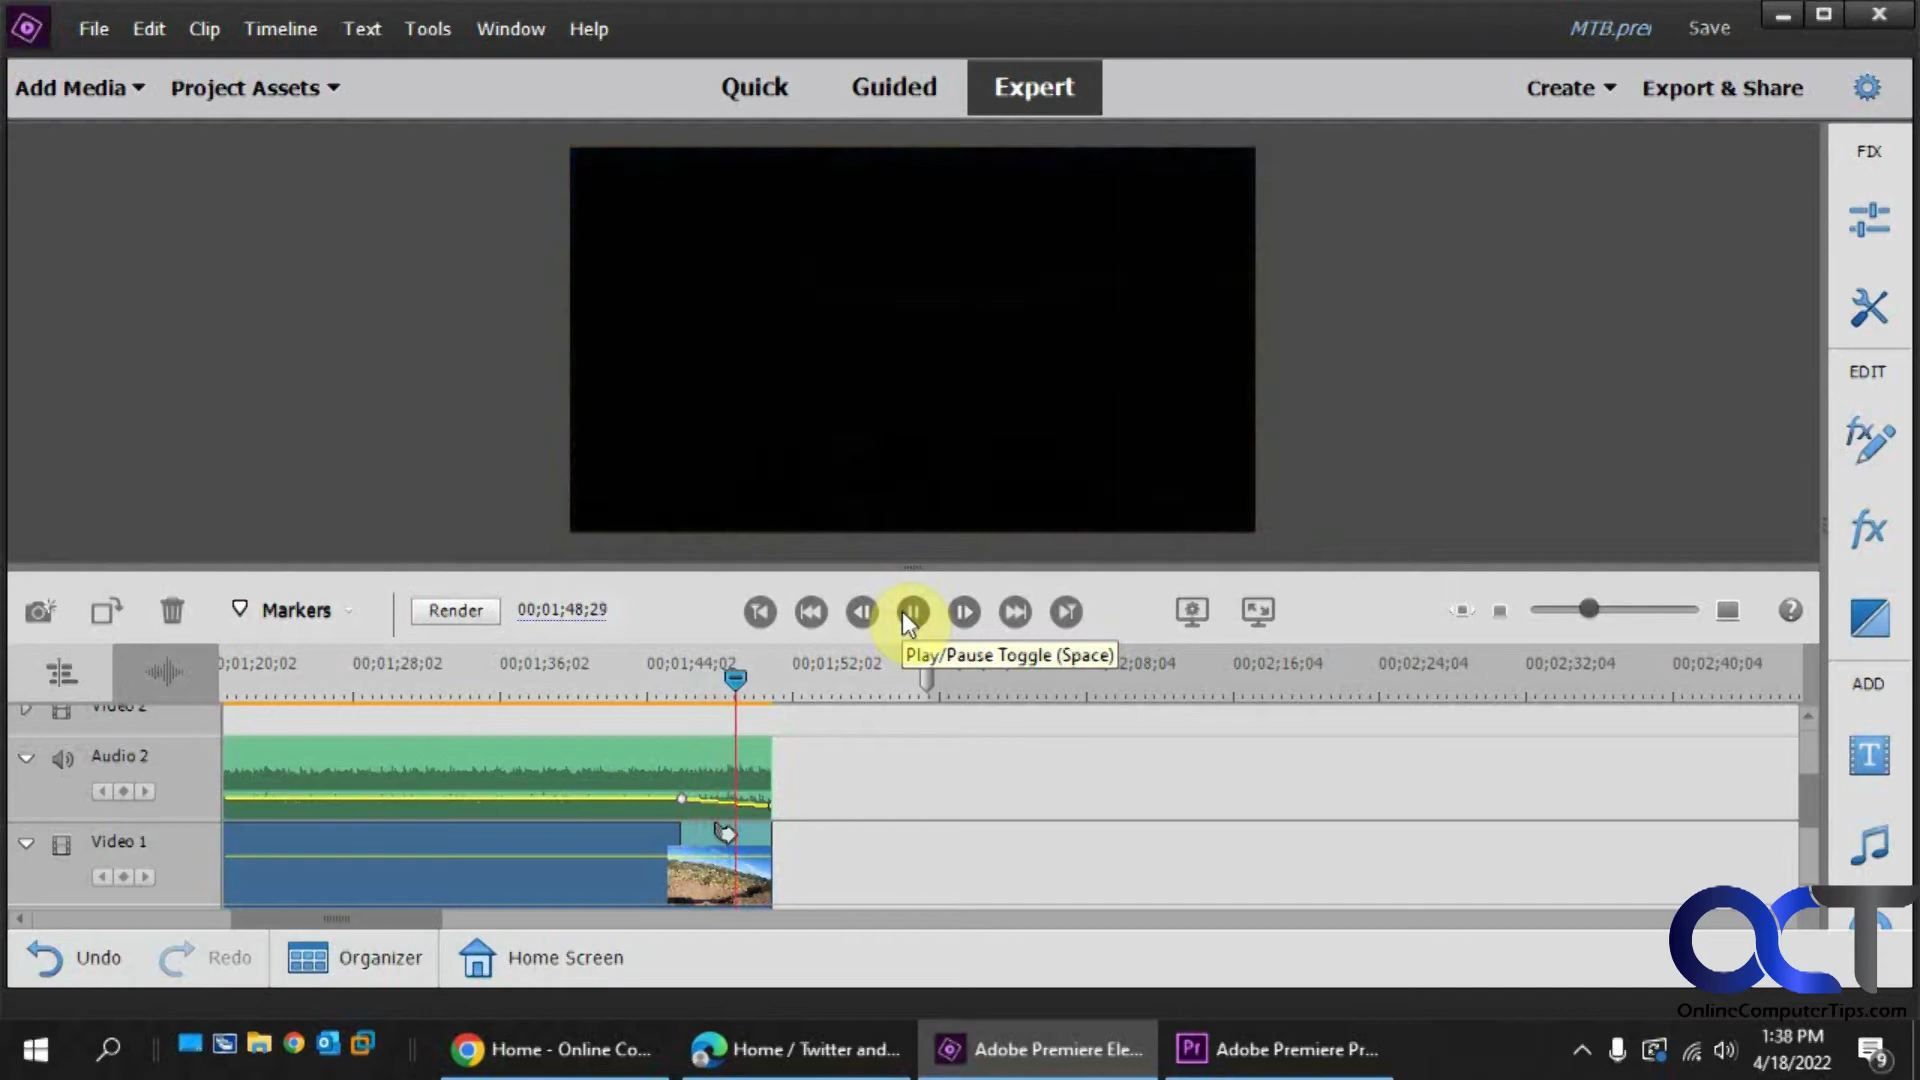 File Edit Clip Timeline Text Tools Window Help MTB.prel Save
Add Media Project Assets Quick Guided Expert Create Export & Share
FIX
EDIT
Markers Render 00;01;48;29
Play/Pause Toggle (Space)
;01;20;02 00;01;28;02 00;01;36;02 00;01;44;02 00;01;52;02 2;08;04 00;02;16;04 00;02;24;04 00;02;32;04 00;02;40;04
ADD
Video 2
Audio 2
Video 1
OCT
OnlineComputerTips.com
Undo Redo Organizer Home Screen
Home - Online Co... Home / Twitter and... Adobe Premiere Ele... Adobe Premiere Pr... 1:38 PM
4/18/2022 9